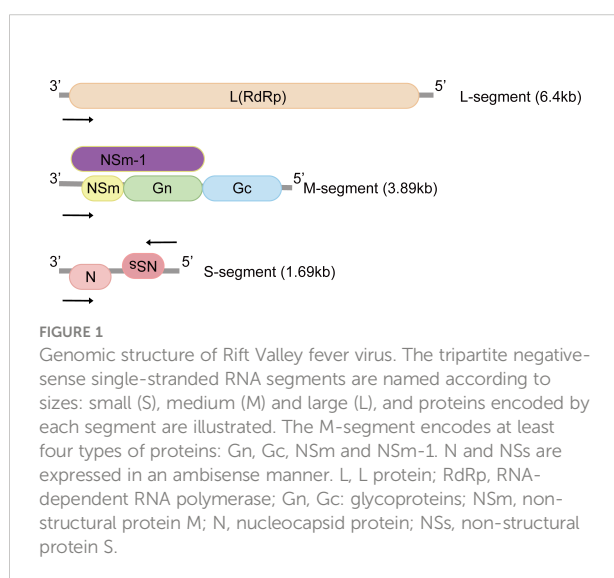 3’ 5’
L(RdRp)
L-segment (6.4kb)
NSm-1
3’ 5’
NSm Gn Gc M-segment (3.89kb)
3’ sSN 5’
N S-segment (1.69kb)
FIGURE 1
Genomic structure of Rift Valley fever virus. The tripartite negative-
sense single-stranded RNA segments are named according to
sizes: small (S), medium (M) and large (L), and proteins encoded by
each segment are illustrated. The M-segment encodes at least
four types of proteins: Gn, Gc, NSm and NSm-1. N and NSs are
expressed in an ambisense manner. L, L protein; RdRp, RNA-
dependent RNA polymerase; Gn, Gc: glycoproteins; NSm, non-
structural protein M; N, nucleocapsid protein; NSs, non-structural
protein S.